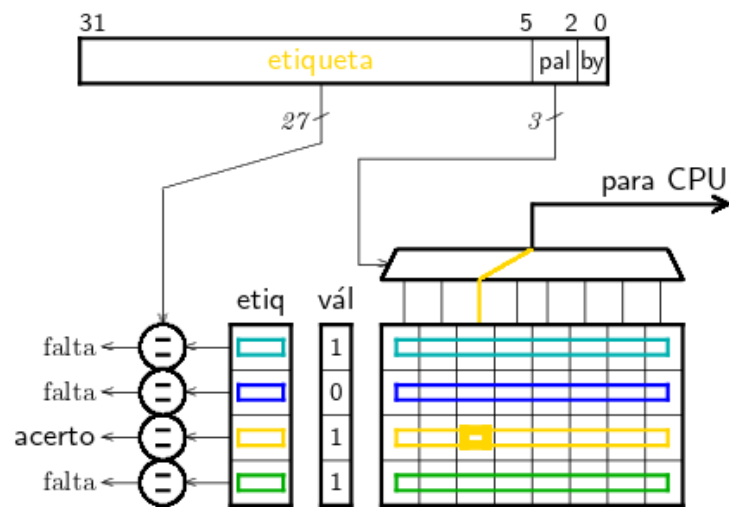 31 5 2 0
etiqueta pal by
27 3
para CPU
etiq vál
falta = 1
falta = 0
acerto = 1
falta = 1